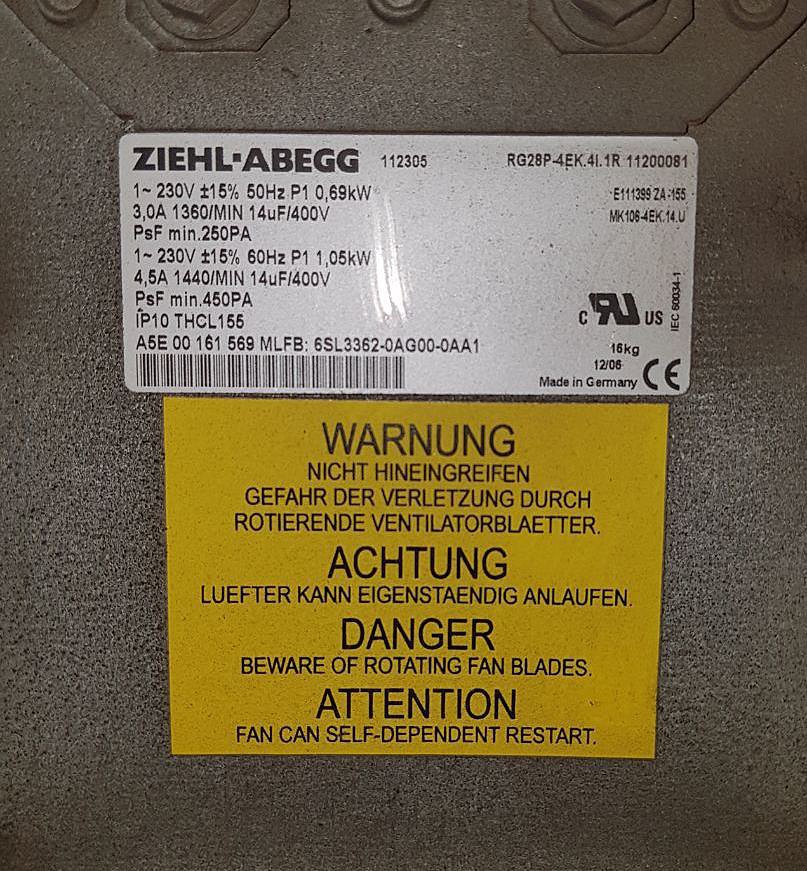 ZIEHL-ABEGG 112305 RG28P-4EK.4I.1R 11200081
1~ 230V ±15% 50Hz P1 0,69kW E111399 ZA-155
3,0A 1360/MIN 14uF/400V MK106-4EK.14.U
PsF min.250PA
1~ 230V ±15% 60Hz P1 1,05kW
4,5A 1440/MIN 14uF/400V
PsF min.450PA
IP10 THCL155
A5E 00 161 569 MLFB: 6SL3362-0AG00-0AA1
c RU US
IEC 60034-1
16kg
12/06
Made in Germany CE
WARNUNG
NICHT HINEINGREIFEN
GEFAHR DER VERLETZUNG DURCH
ROTIERENDE VENTILATORBLAETTER.
ACHTUNG
LUEFTER KANN EIGENSTAENDIG ANLAUFEN.
DANGER
BEWARE OF ROTATING FAN BLADES.
ATTENTION
FAN CAN SELF-DEPENDENT RESTART.